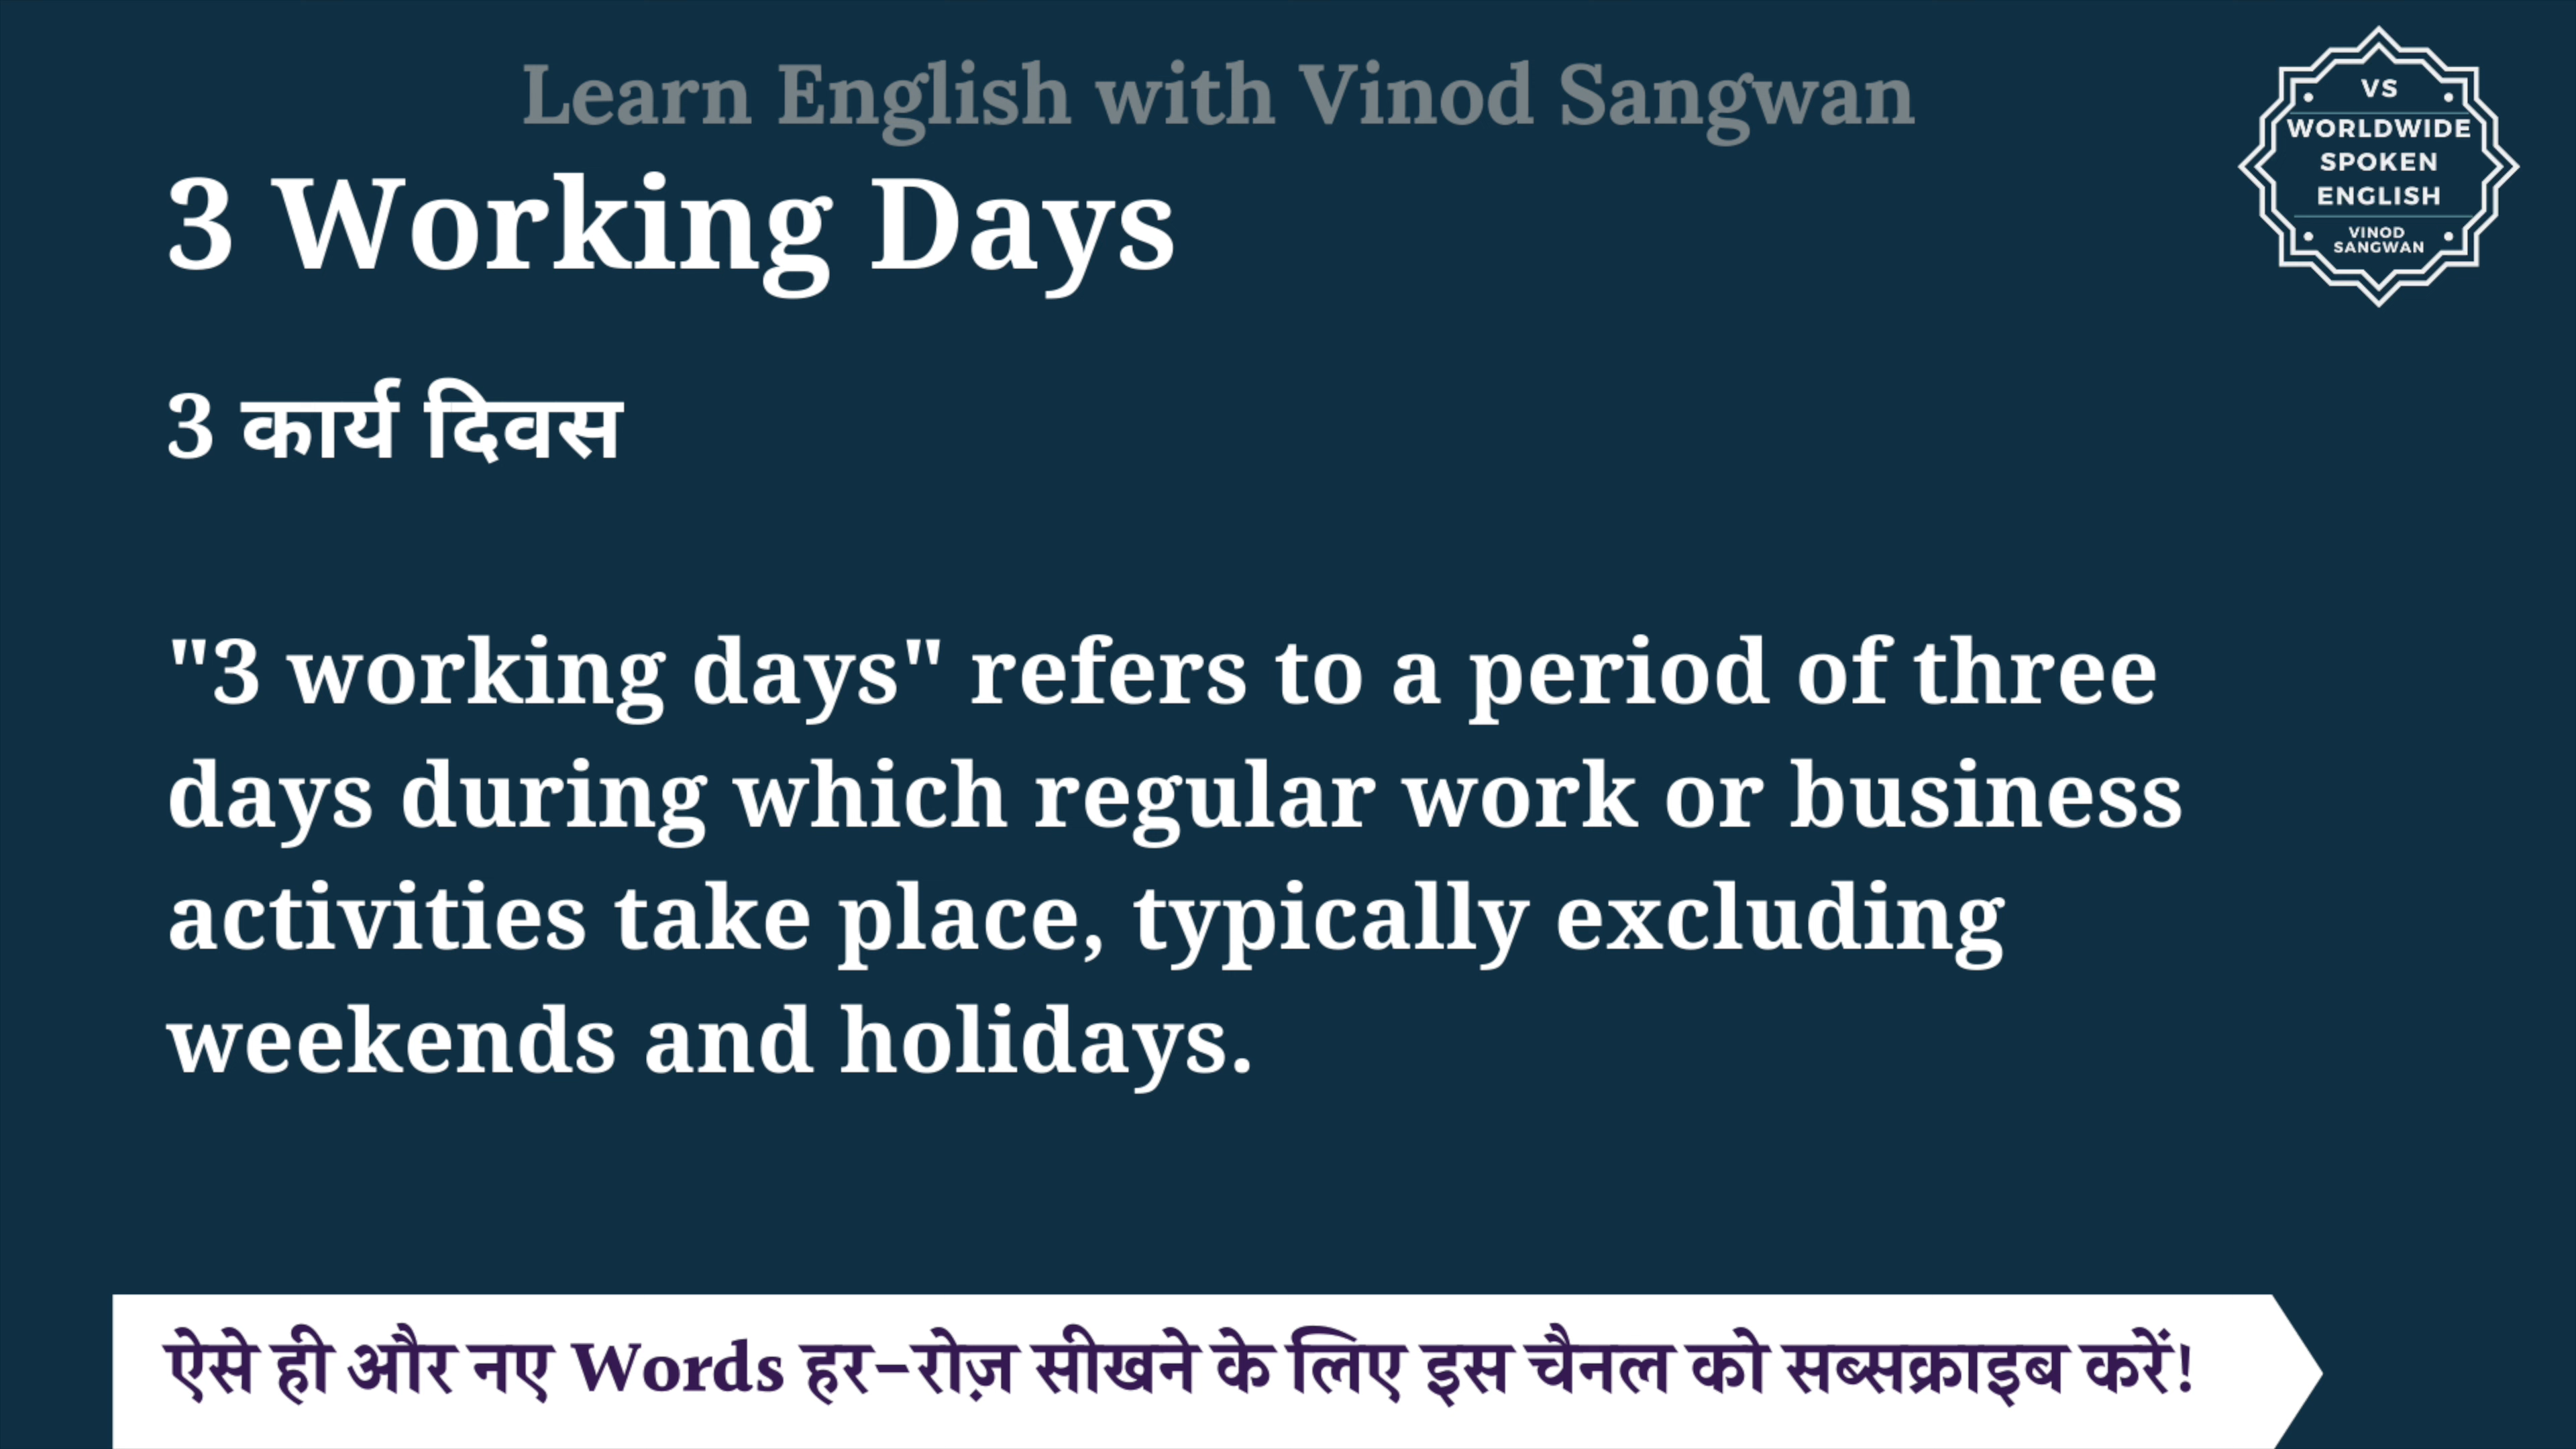 Learn English with Vinod Sangwan
VS
WORLDWIDE
SPOKEN
ENGLISH
VINOD
SANGWAN
3 Working Days
3 कार्य दिवस
"3 working days" refers to a period of three
days during which regular work or business
activities take place, typically excluding
weekends and holidays.
ऐसे ही और नए Words हर-रोज़ सीखने के लिए इस चैनल को सब्सक्राइब करें!